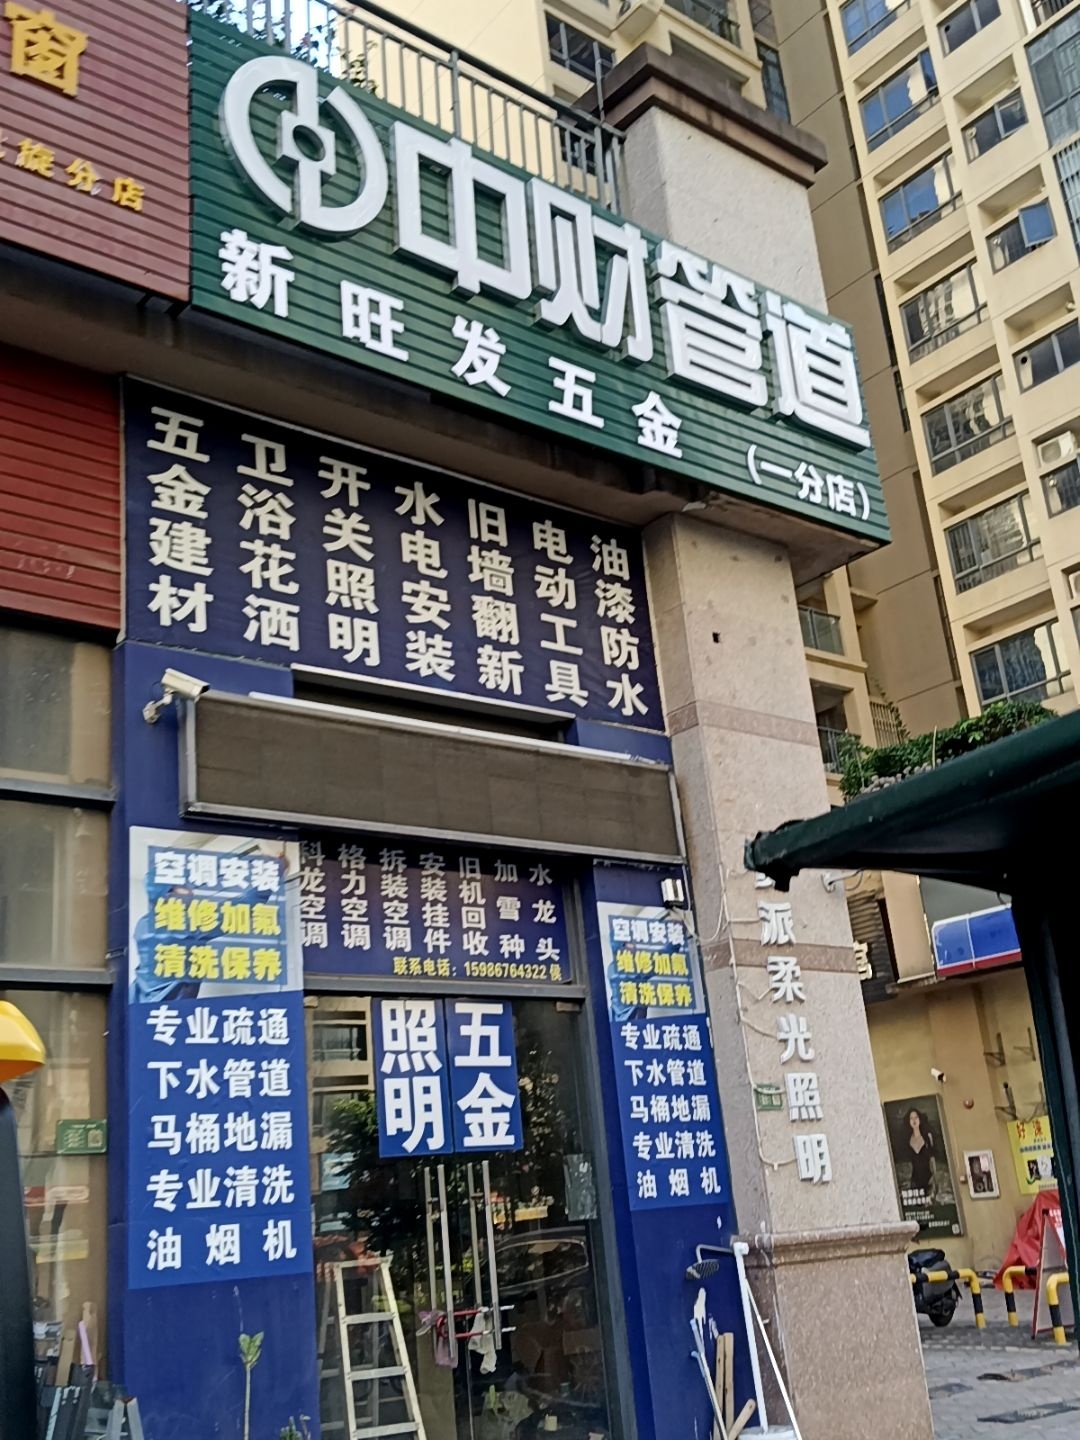 窗
旋分店
中财管道
新旺发五金
(一分店)
五金建材
卫浴花洒
开关照明
水电安装
旧墙翻新
电动工具
油漆防水
空调安装
维修加氟
清洗保养
专业疏通
下水管道
马桶地漏
专业清洗
油烟机
科龙空调
格力空调
拆装空调
安装挂件
旧机回收
加雪种
水龙头
联系电话：15986764322 侯
照明
五金
空调安装
维修加氟
清洗保养
专业疏通
下水管道
马桶地漏
专业清洗
油烟机
派柔光照明